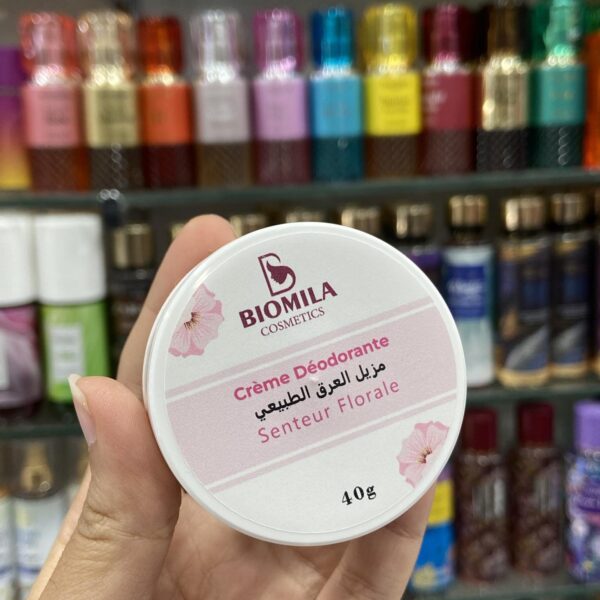 BIOMILA
COSMETICS
Crème Déodorante
مزيل العرق الطبيعي
Senteur Florale
40g